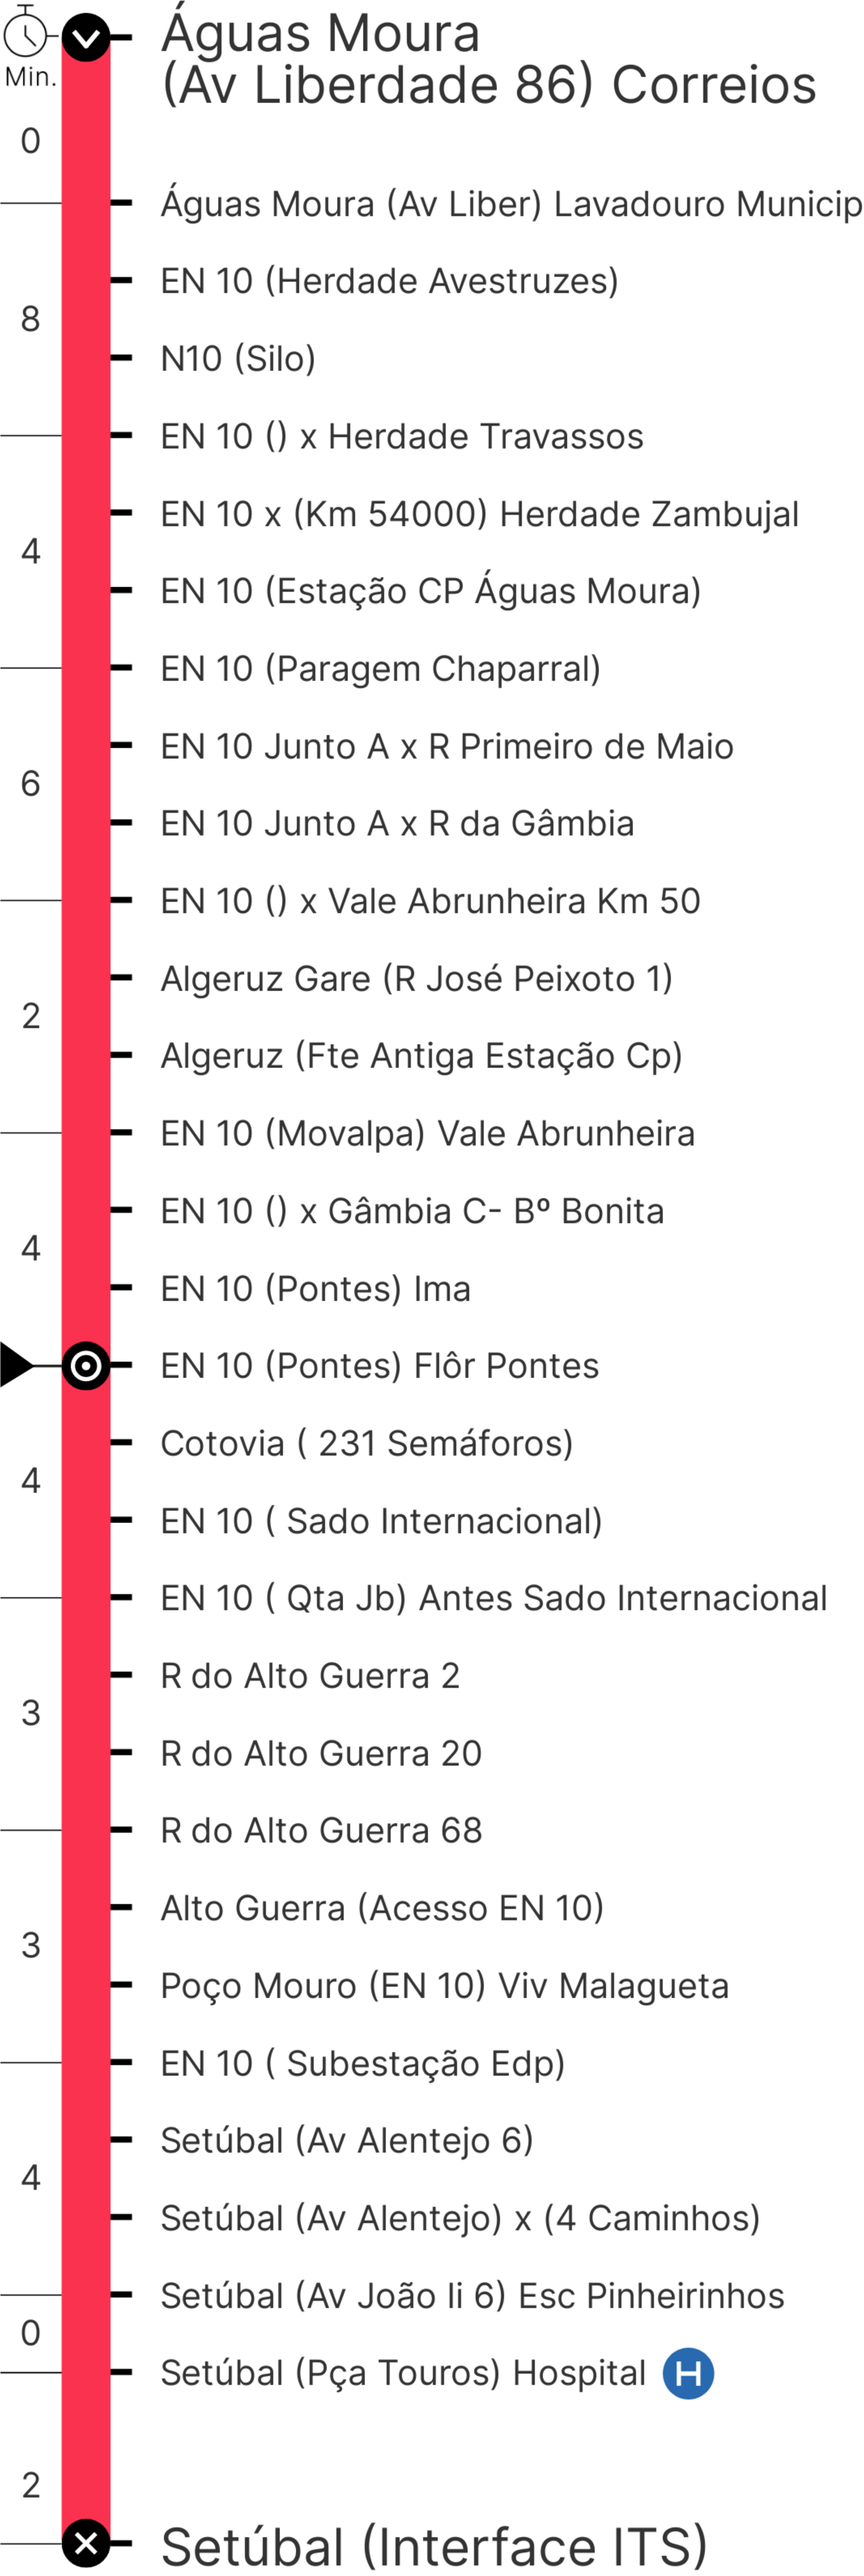 Águas Moura
(Av Liberdade 86) Correios
Min.
0
Águas Moura (Av Liber) Lavadouro Municip
EN 10 (Herdade Avestruzes)
8
N10 (Silo)
EN 10 () x Herdade Travassos
EN 10 x (Km 54000) Herdade Zambujal
4
EN 10 (Estação CP Águas Moura)
EN 10 (Paragem Chaparral)
EN 10 Junto A x R Primeiro de Maio
6
EN 10 Junto A x R da Gâmbia
EN 10 () x Vale Abrunheira Km 50
Algeruz Gare (R José Peixoto 1)
2
Algeruz (Fte Antiga Estação Cp)
EN 10 (Movalpa) Vale Abrunheira
EN 10 () x Gâmbia C- Bº Bonita
4
EN 10 (Pontes) Ima
EN 10 (Pontes) Flôr Pontes
Cotovia ( 231 Semáforos)
4
EN 10 ( Sado Internacional)
EN 10 ( Qta Jb) Antes Sado Internacional
R do Alto Guerra 2
3
R do Alto Guerra 20
R do Alto Guerra 68
Alto Guerra (Acesso EN 10)
3
Poço Mouro (EN 10) Viv Malagueta
EN 10 ( Subestação Edp)
Setúbal (Av Alentejo 6)
4
Setúbal (Av Alentejo) x (4 Caminhos)
Setúbal (Av João Ii 6) Esc Pinheirinhos
0
Setúbal (Pça Touros) Hospital H
2
Setúbal (Interface ITS)